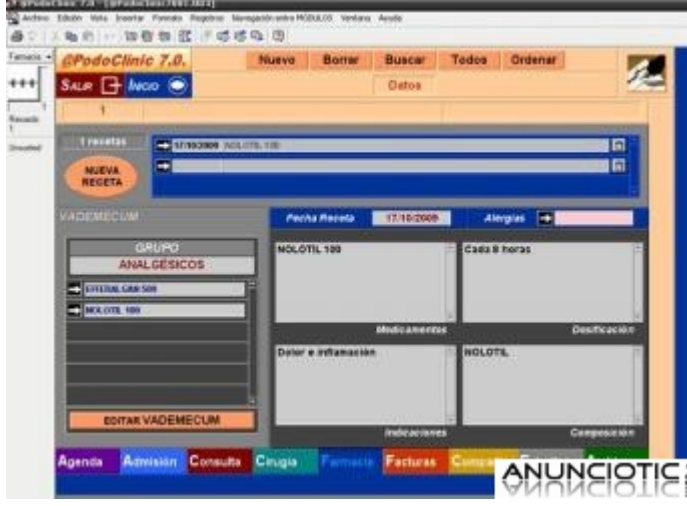 Archivo Edición Vista Insertar Formato Registros Navegación entre MÓDULOS Ventana Ayuda
Farmacia
@PodoClinic 7.0.
Nuevo Borrar Buscar Todos Ordenar
SALIR INICIO
Datos
1
1
1 recetas
17/10/2009 NOLOTIL 100
NUEVA
RECETA
VADEMECUM
Fecha Receta 17/10/2009 Alergias
GRUPO
ANALGÉSICOS
NOLOTIL 100
Cada 8 horas
EFFERALGAN 500
NOLOTIL 100
Medicamentos
Dosificación
Dolor e inflamación
NOLOTIL
EDITAR VADEMECUM
Indicaciones
Composición
Agenda Admisión Consulta Cirugía Farmacia Facturas
ANUNCIOTIC